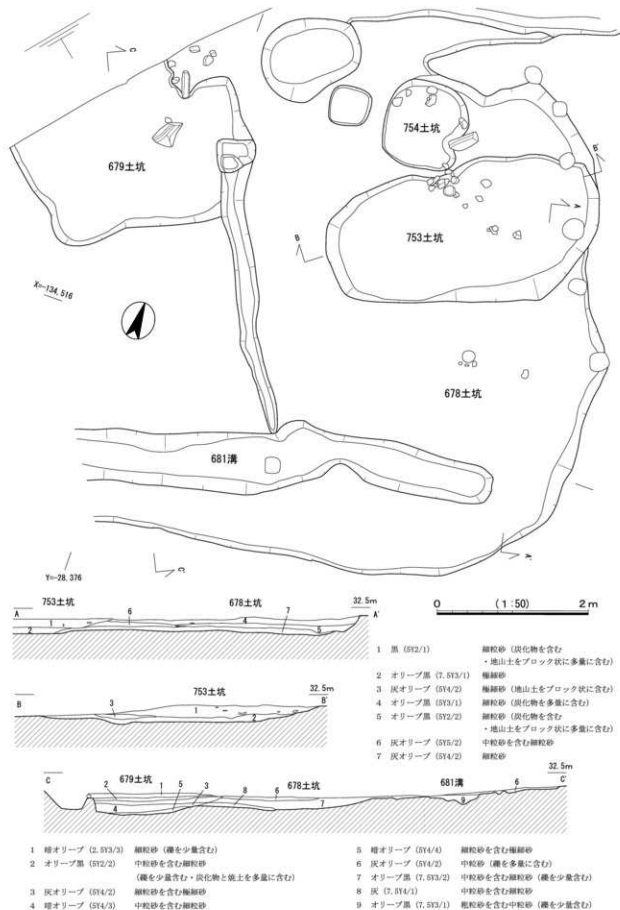 C
679土坑
754土坑
B'
A
753土坑
B
X=-134,516
678土坑
681溝
Y=-28,376
C'
A'
753土坑 678土坑
A 6 4 7 32.5m A'
1 2 5
0 (1:50) 2m
753土坑
B 3 1 2 32.5m B'
1 黒 (5Y2/1) 細粒砂 (炭化物を含む
・地山土をブロック状に多量に含む)
2 オリーブ黒 (7.5Y3/1) 極細砂
3 灰オリーブ (5Y4/2) 極細砂 (地山土をブロック状に含む)
4 オリーブ黒 (5Y3/1) 細粒砂 (炭化物を多量に含む)
5 オリーブ黒 (5Y2/2) 細粒砂 (炭化物を含む
・地山土をブロック状に多量に含む)
6 灰オリーブ (5Y5/2) 中粒砂を含む細粒砂
7 灰オリーブ (5Y4/2) 細粒砂
679土坑 678土坑 681溝
C 2 1 5 3 8 6 6 32.5m C'
4 7 9
1 暗オリーブ (2.5Y3/3) 細粒砂 (礫を少量含む)
2 オリーブ黒 (5Y2/2) 中粒砂を含む細粒砂
(礫を少量含む・炭化物と焼土を多量に含む)
3 灰オリーブ (5Y4/2) 細粒砂を含む極細砂
4 暗オリーブ (5Y4/3) 中粒砂を含む細粒砂
5 暗オリーブ (5Y4/4) 細粒砂を含む極細砂
6 灰オリーブ (5Y4/2) 中粒砂 (礫を多量に含む)
7 オリーブ黒 (7.5Y3/2) 中粒砂を含む細粒砂 (礫を少量含む)
8 灰 (7.5Y4/1) 中粒砂を含む細粒砂
9 オリーブ黒 (7.5Y3/1) 粗粒砂を含む中粒砂 (礫を少量含む)